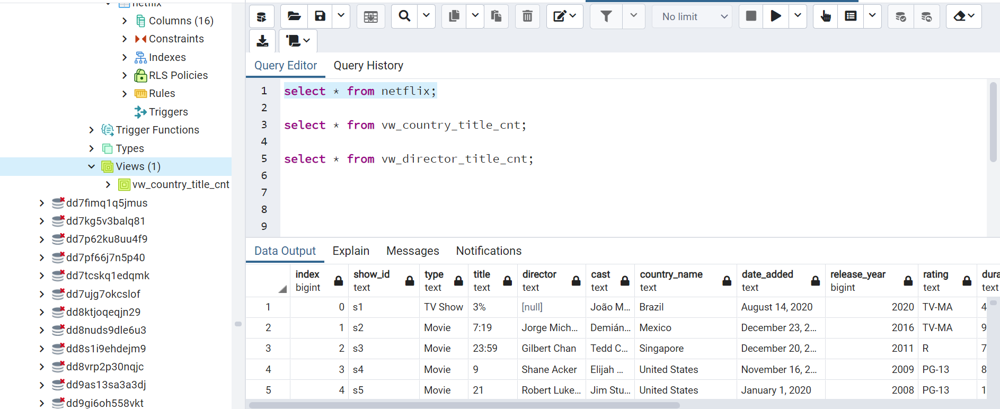 netflix
Columns (16)
Constraints
Indexes
RLS Policies
Rules
Triggers
Trigger Functions
Types
Views (1)
vw_country_title_cnt
dd7fimq1q5jmus
dd7kg5v3balq81
dd7p62ku8uu4f9
dd7pf66j7n5p40
dd7tcskq1edqmk
dd7ujg7okcslof
dd8ktjoqeqjn29
dd8nuds9dle6u3
dd8s1i9ehdejm9
dd8vrp2p30nqjc
dd9as13sa3a3dj
dd9gi6oh558vkt
No limit
Query Editor Query History
1 select * from netflix;
2
3 select * from vw_country_title_cnt;
4
5 select * from vw_director_title_cnt;
6
7
8
9
Data Output Explain Messages Notifications
index show_id type title director cast country_name date_added release_year rating dura
bigint text text text text text text text bigint text text
1 0 s1 TV Show 3% [null] João M... Brazil August 14, 2020 2020 TV-MA 4
2 1 s2 Movie 7:19 Jorge Mich... Demián... Mexico December 23, 2... 2016 TV-MA 9
3 2 s3 Movie 23:59 Gilbert Chan Tedd C... Singapore December 20, 2... 2011 R 7
4 3 s4 Movie 9 Shane Acker Elijah ... United States November 16, 2... 2009 PG-13 8
5 4 s5 Movie 21 Robert Luke... Jim Stu... United States January 1, 2020 2008 PG-13 1